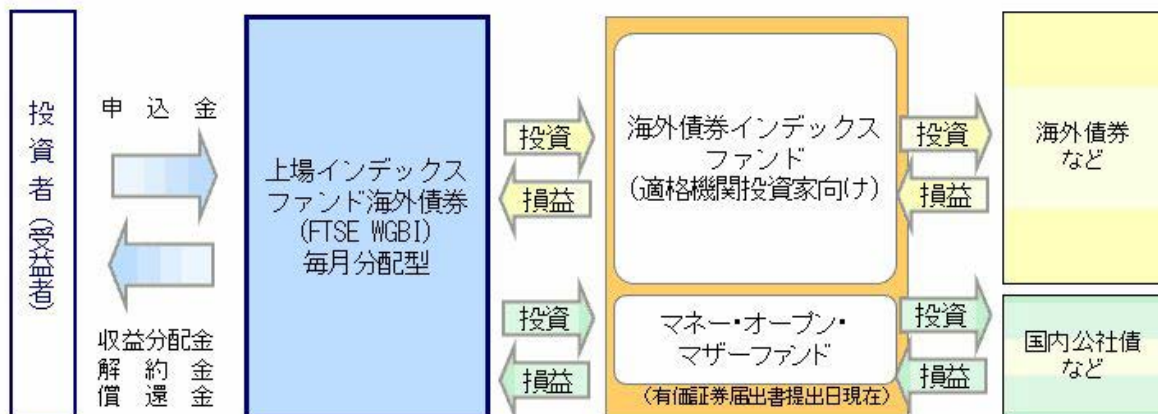 投資者(受益者)
申込金
収益分配金
解約金
償還金
上場インデックス
ファンド海外債券
(FTSE WGBI)
毎月分配型
投資
損益
投資
損益
海外債券インデックス
ファンド
(適格機関投資家向け)
マネー・オープン・
マザーファンド
(有価証券届出書提出日現在)
投資
損益
投資
損益
海外債券
など
国内公社債
など